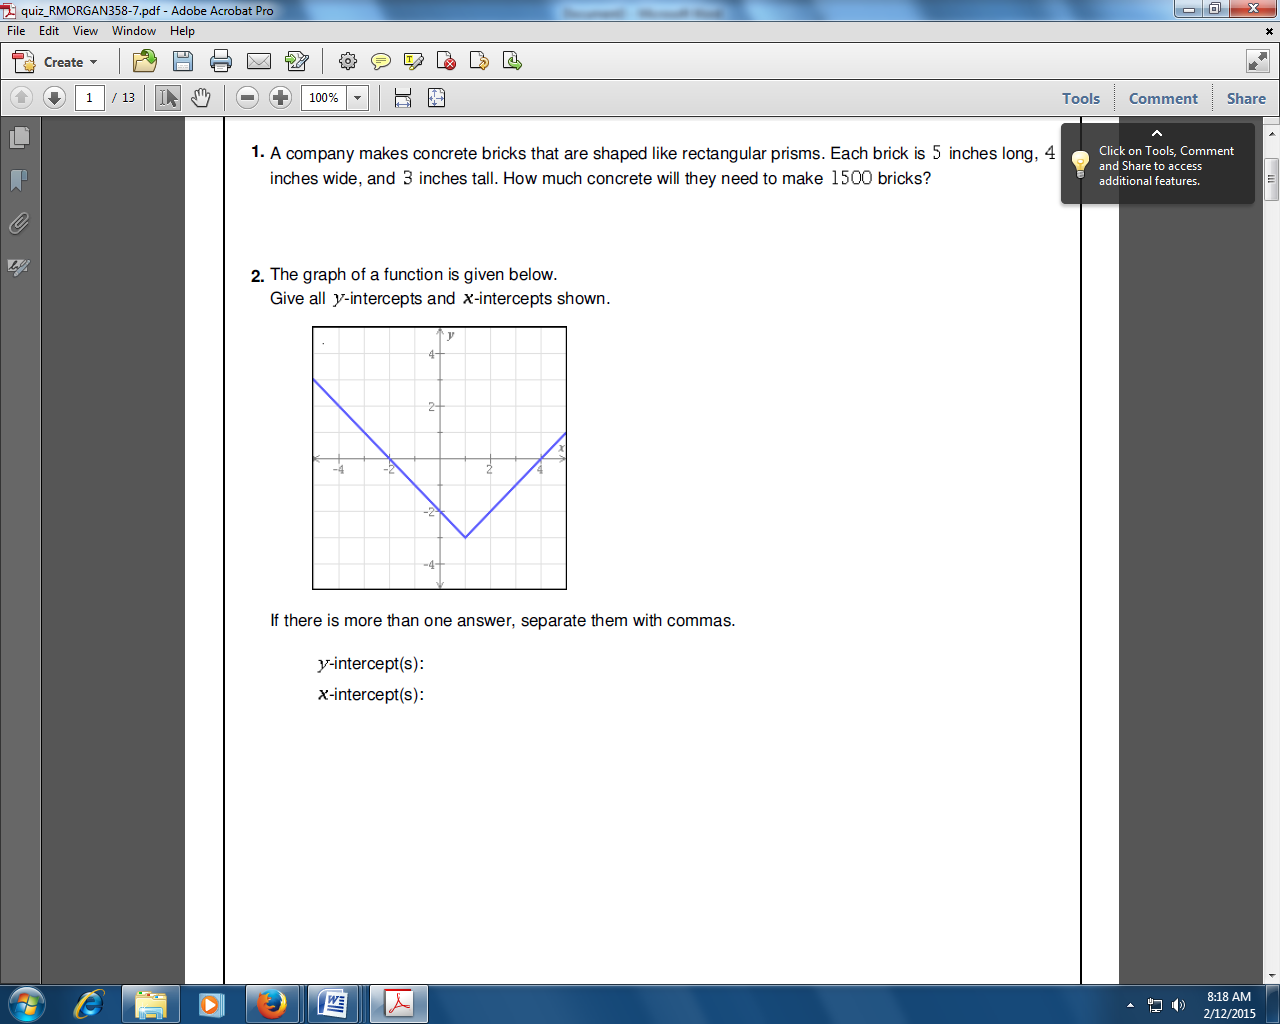 quiz_RMORGAN358-7.pdf - Adobe Acrobat Pro
File Edit View Window Help
Create
1 / 13 100% Tools Comment Share
Click on Tools, Comment
and Share to access
additional features.
1. A company makes concrete bricks that are shaped like rectangular prisms. Each brick is 5 inches long, 4
inches wide, and 3 inches tall. How much concrete will they need to make 1500 bricks?
2. The graph of a function is given below.
Give all y-intercepts and x-intercepts shown.
y
4
2
x
-4 -2 2 4
-2
-4
If there is more than one answer, separate them with commas.
y-intercept(s):
x-intercept(s):
8:18 AM
2/12/2015